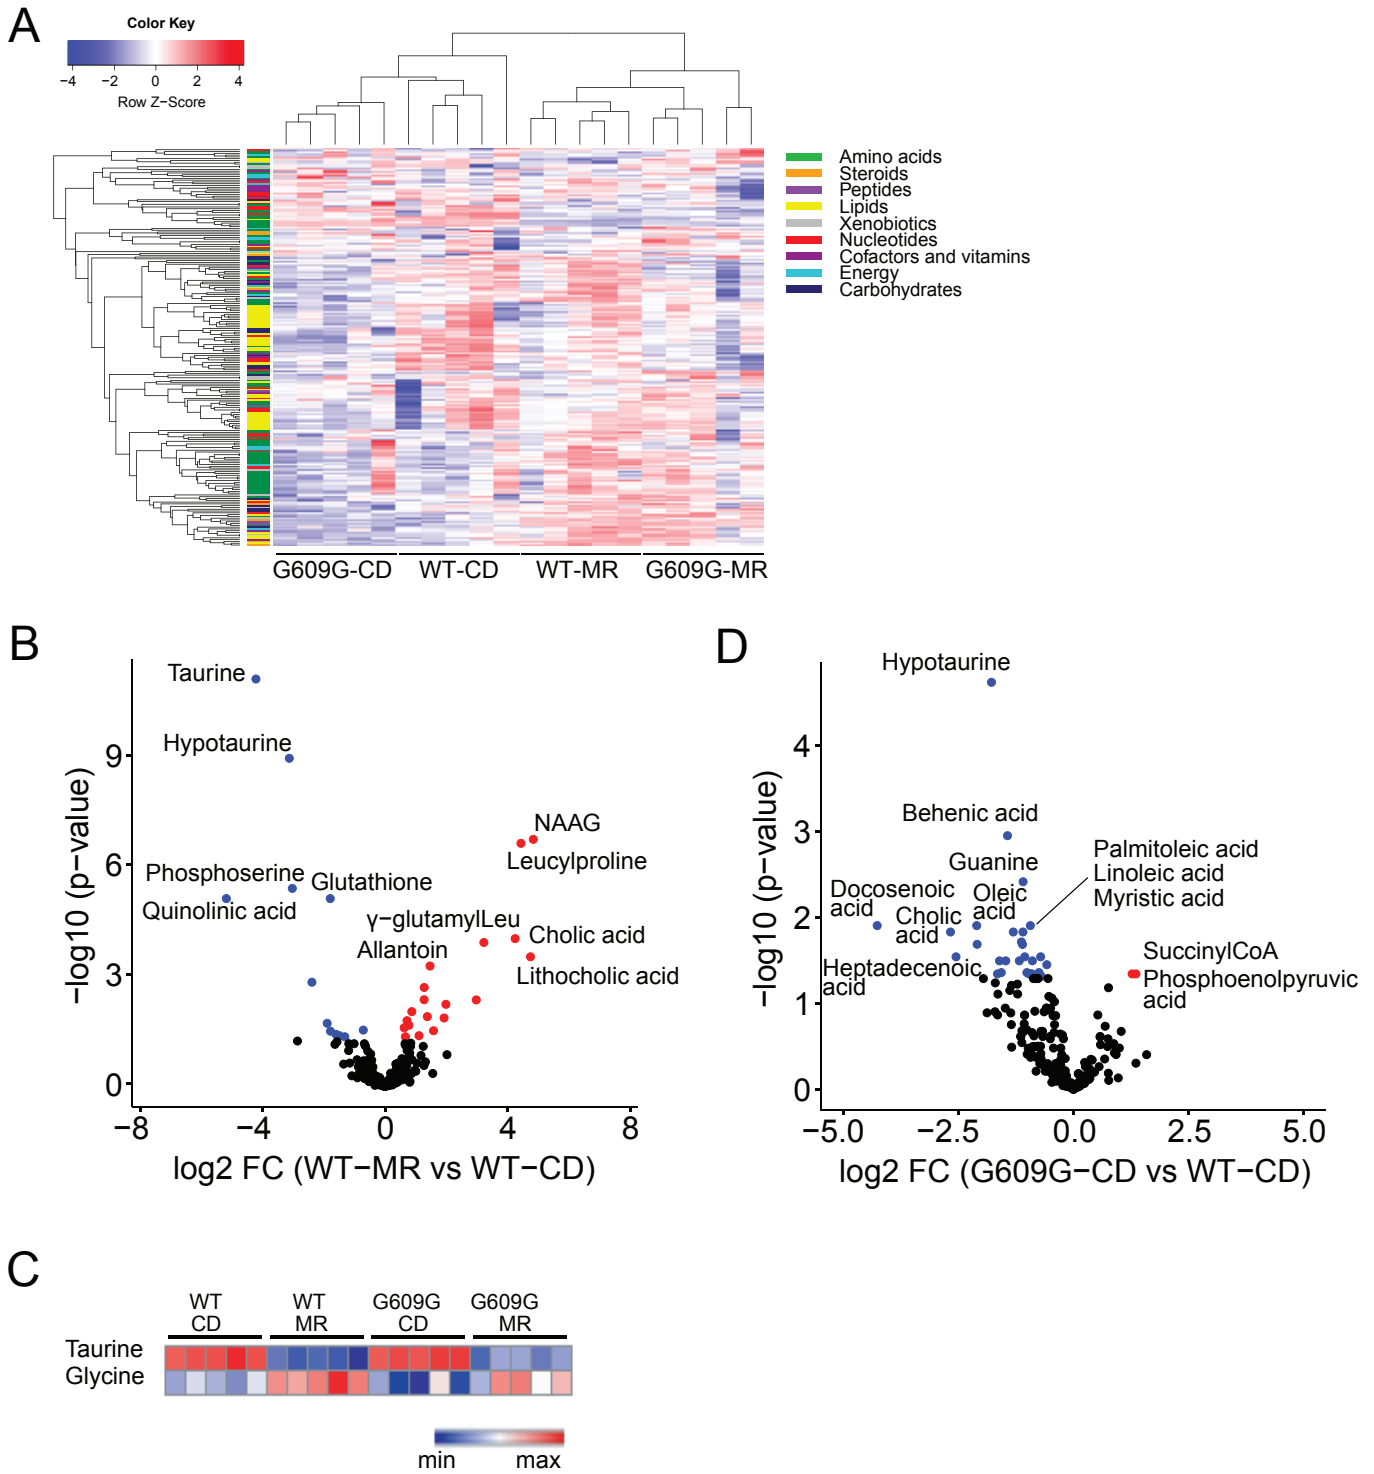 A
Color Key
−4 −2 0 2 4
Row Z−Score
Amino acids
Steroids
Peptides
Lipids
Xenobiotics
Nucleotides
Cofactors and vitamins
Energy
Carbohydrates
G609G-CD WT-CD WT-MR G609G-MR
B
−log10 (p−value)
9
6
3
0
Taurine
Hypotaurine
NAAG
Leucylproline
Phosphoserine
Glutathione
Quinolinic acid
γ−glutamylLeu
Cholic acid
Allantoin
Lithocholic acid
−8 −4 0 4 8
log2 FC (WT−MR vs WT−CD)
D
−log10 (p−value)
4
3
2
1
0
Hypotaurine
Behenic acid
Guanine
Palmitoleic acid
Linoleic acid
Myristic acid
Docosenoic
acid
Oleic
acid
Cholic
acid
Heptadecenoic
acid
SuccinylCoA
Phosphoenolpyruvic
acid
−5.0 −2.5 0.0 2.5 5.0
log2 FC (G609G−CD vs WT−CD)
C
WT
CD
WT
MR
G609G
CD
G609G
MR
Taurine
Glycine
min max